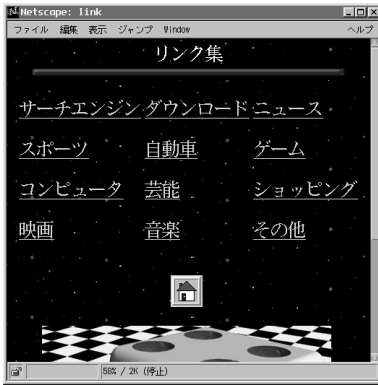 Netscape: link
ファイル 編集 表示 ジャンプ Window ヘルプ
リンク集
サーチエンジン ダウンロード ニュース
スポーツ 自動車 ゲーム
コンピュータ 芸能 ショッピング
映画 音楽 その他
58% / 2K (停止)